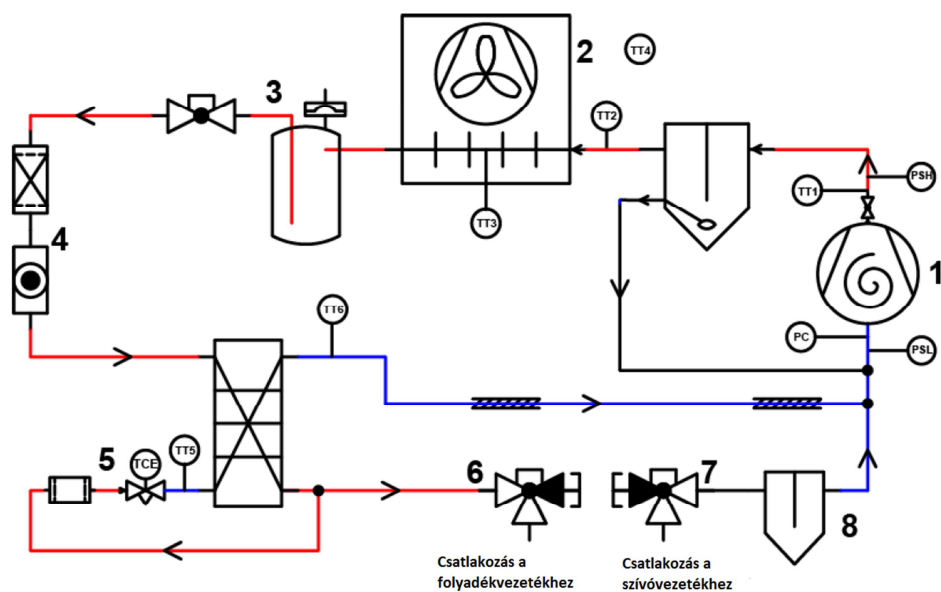 2
TT4
3
TT2
TT1
PSH
TT3
4
1
TT6
PC
PSL
5
TCE
TT5
6
7
8
Csatlakozás a
folyadékvezetékhez
Csatlakozás a
szívóvezetékhez